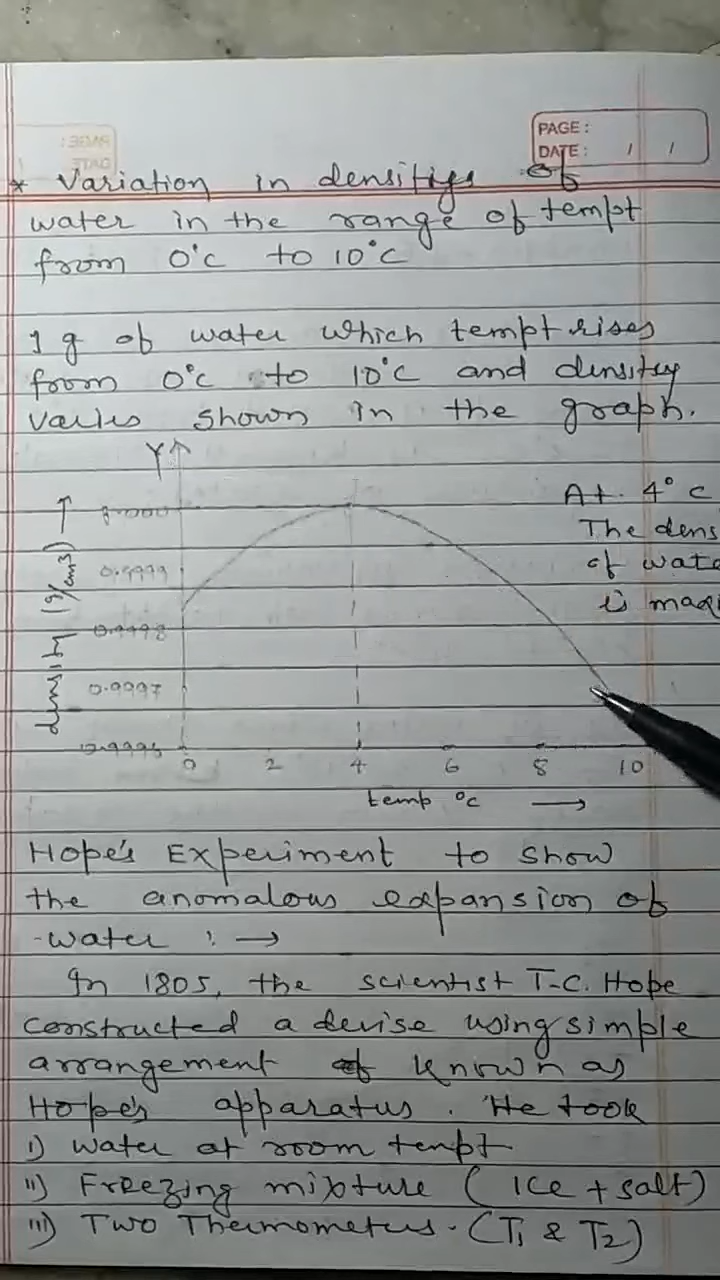 PAGE:
DATE: / /
* Variation in densitiys of
water in the range of tempt
from 0°c to 10°c
1 g of water which tempt rises
from 0°c to 10°c and density
varies shown in the graph.
Y
At 4° c
The dens
of wate
is max
density (g/cm3)
1.0000
0.9999
0.9998
0.9997
0.9995
0 2 4 6 8 10
temp °c
Hope's Experiment to show
the anomalous expansion of
water : →
In 1805, the scientist T.C. Hope
constructed a devise using simple
arrangement of known as
Hope's apparatus. He took
i) water at room tempt
ii) Freezing mixture (Ice + salt)
iii) Two Thermometers. (T1 & T2)